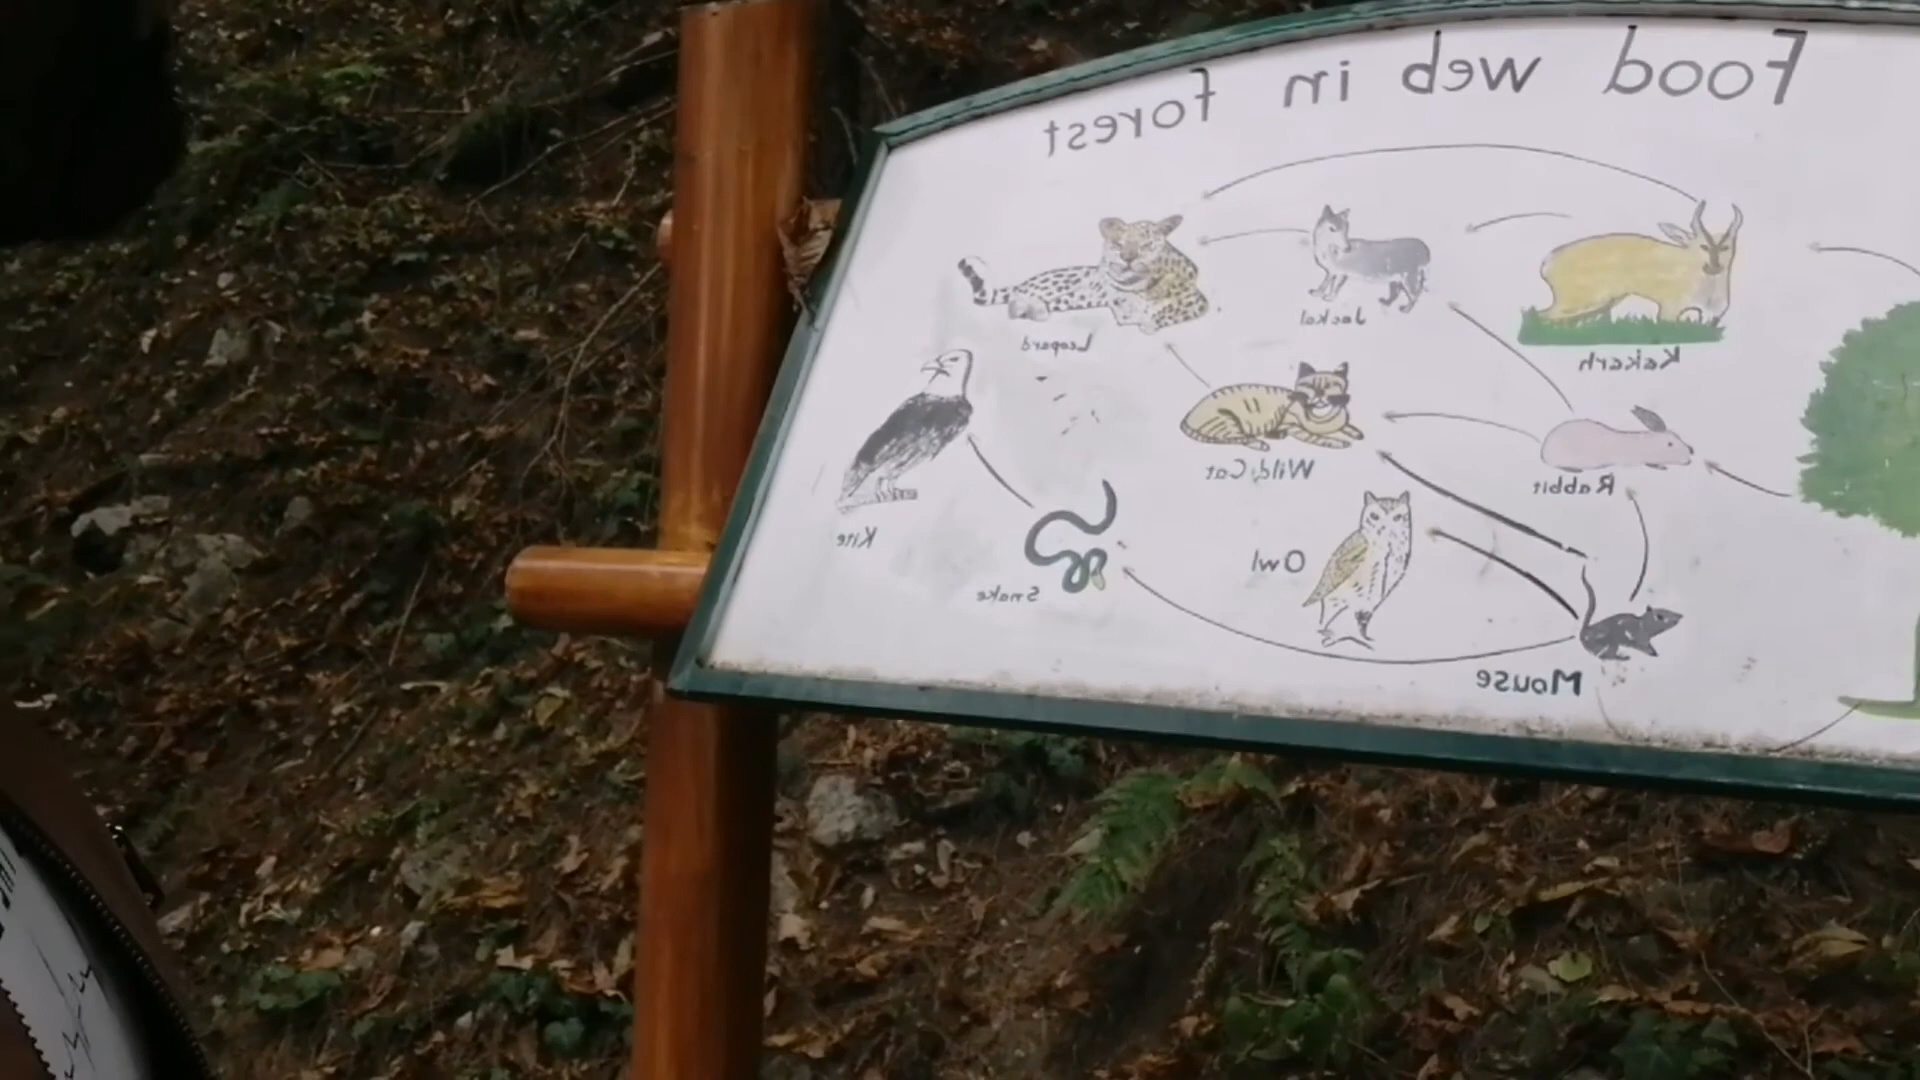 Food web in forest
Jackal
Kakarh
Leopard
Wild Cat
Rabbit
Kite
Owl
Snake
Mouse